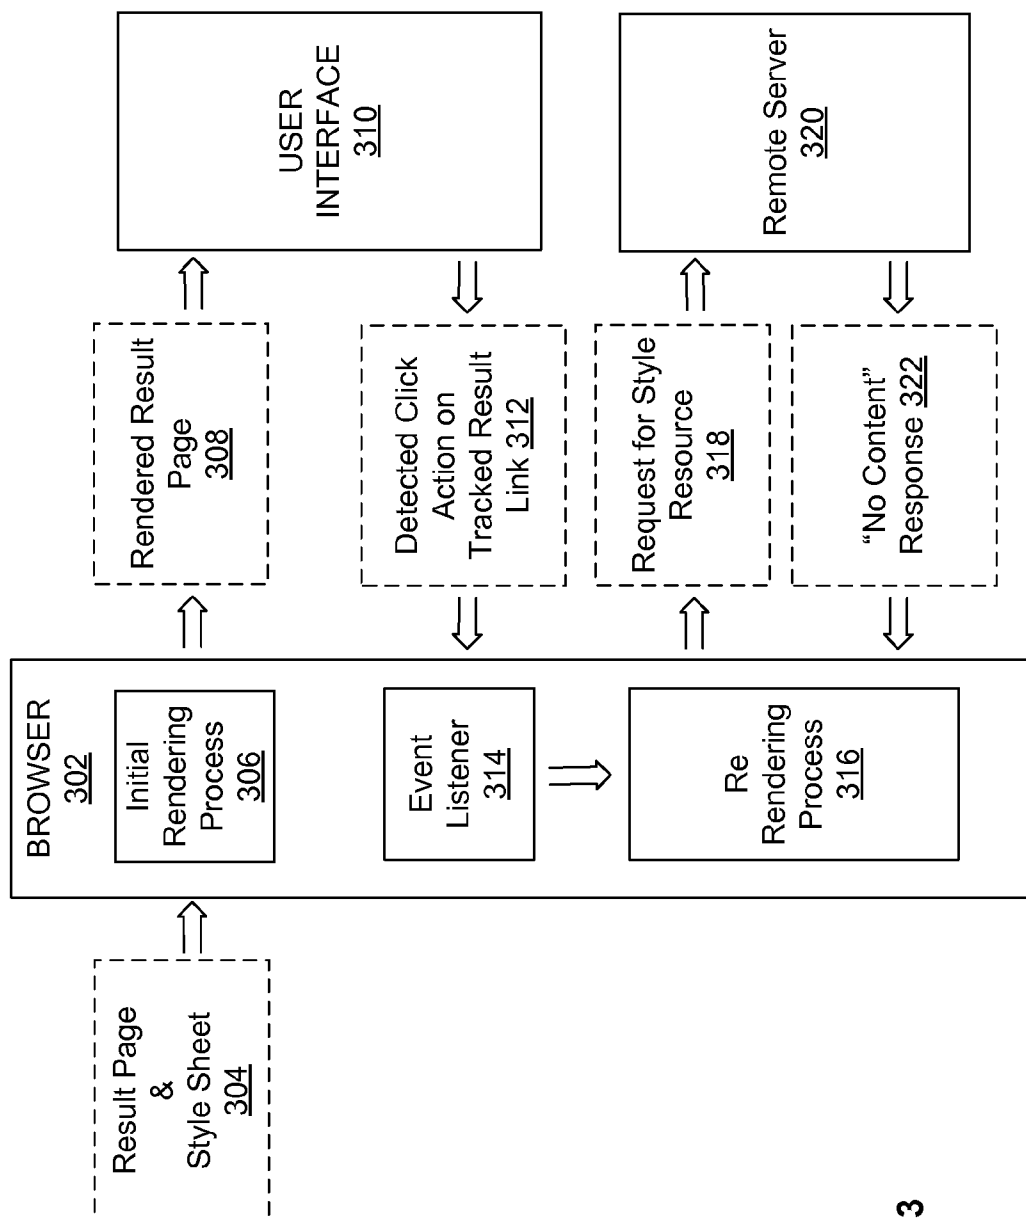 Result Page
&
Style Sheet
304
BROWSER
302
Initial
Rendering
Process
306
Rendered Result
Page
308
USER
INTERFACE
310
Detected Click
Action on
Tracked Result
Link 312
Event
Listener
314
Re
Rendering
Process
316
Request for Style
Resource
318
Remote Server
320
“No Content”
Response 322
3